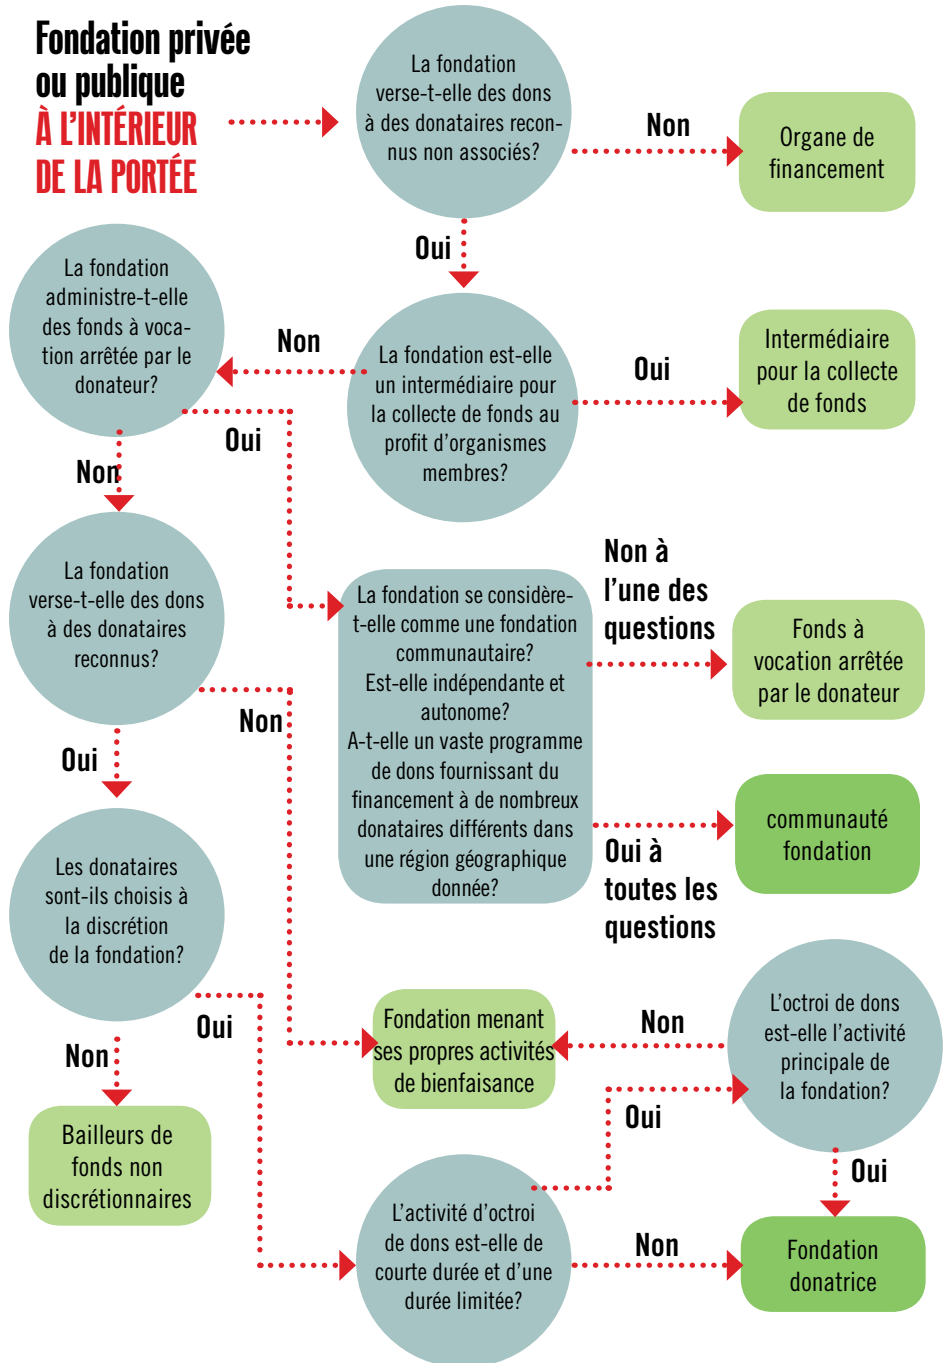 Fondation privée
ou publique
À L'INTÉRIEUR
DE LA PORTÉE
La fondation
verse-t-elle des dons
à des donataires recon-
nus non associés?
Non
Organe de
financement
Oui
La fondation
administre-t-elle
des fonds à voca-
tion arrêtée par le
donateur?
Non
La fondation est-elle
un intermédiaire pour
la collecte de fonds au
profit d'organismes
membres?
Oui
Intermédiaire
pour la collecte
de fonds
Oui
Non
La fondation
verse-t-elle des dons
à des donataires
reconnus?
La fondation se considère-
t-elle comme une fondation
communautaire?
Est-elle indépendante et
autonome?
A-t-elle un vaste programme
de dons fournissant du
financement à de nombreux
donataires différents dans
une région géographique
donnée?
Non à
l'une des
questions
Fonds à
vocation arrêtée
par le donateur
Non
Oui
Oui à
toutes les
questions
communauté
fondation
Les donataires
sont-ils choisis à
la discrétion
de la fondation?
Oui
Non
Bailleurs de
fonds non
discrétionnaires
Fondation menant
ses propres activités
de bienfaisance
Non
L'octroi de dons
est-elle l'activité
principale de
la fondation?
Oui
Oui
L'activité d'octroi
de dons est-elle de
courte durée et d'une
durée limitée?
Non
Fondation
donatrice